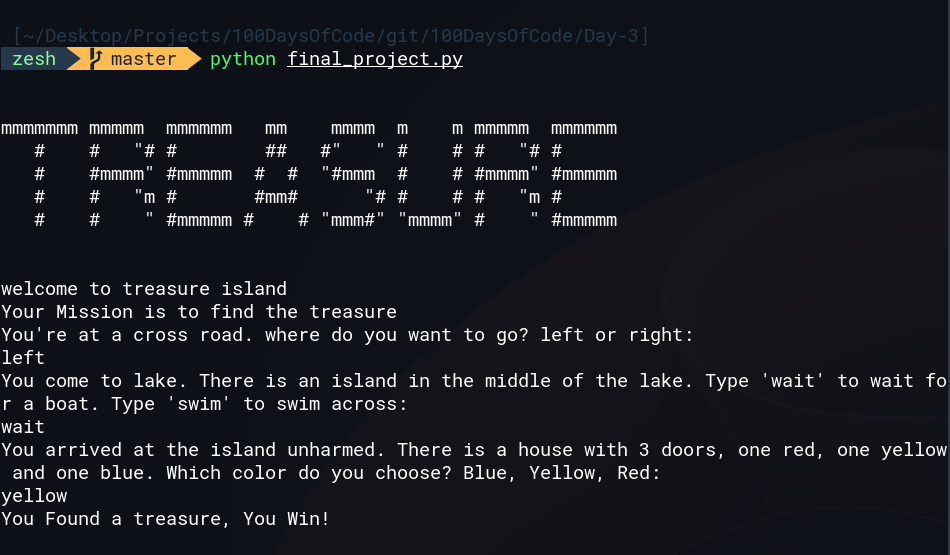 [~/Desktop/Projects/100DaysOfCode/git/100DaysOfCode/Day-3]
zesh master python final_project.py
mmmmmmm mmmmm  mmmmmm   mm    mmmm  m    m mmmmm  mmmmmm
   #    #   "# #        ##   #"   " #    # #   "# #
   #    #mmmm" #mmmmm  #  #  "#mmm  #    # #mmmm" #mmmmm
   #    #   "m #       #mm#      "# #    # #   "m #
   #    #    " #mmmmm #    # "mmm#" "mmmm" #    " #mmmmm
welcome to treasure island
Your Mission is to find the treasure
You're at a cross road. where do you want to go? left or right:
left
You come to lake. There is an island in the middle of the lake. Type 'wait' to wait fo
r a boat. Type 'swim' to swim across:
wait
You arrived at the island unharmed. There is a house with 3 doors, one red, one yellow
 and one blue. Which color do you choose? Blue, Yellow, Red:
yellow
You Found a treasure, You Win!